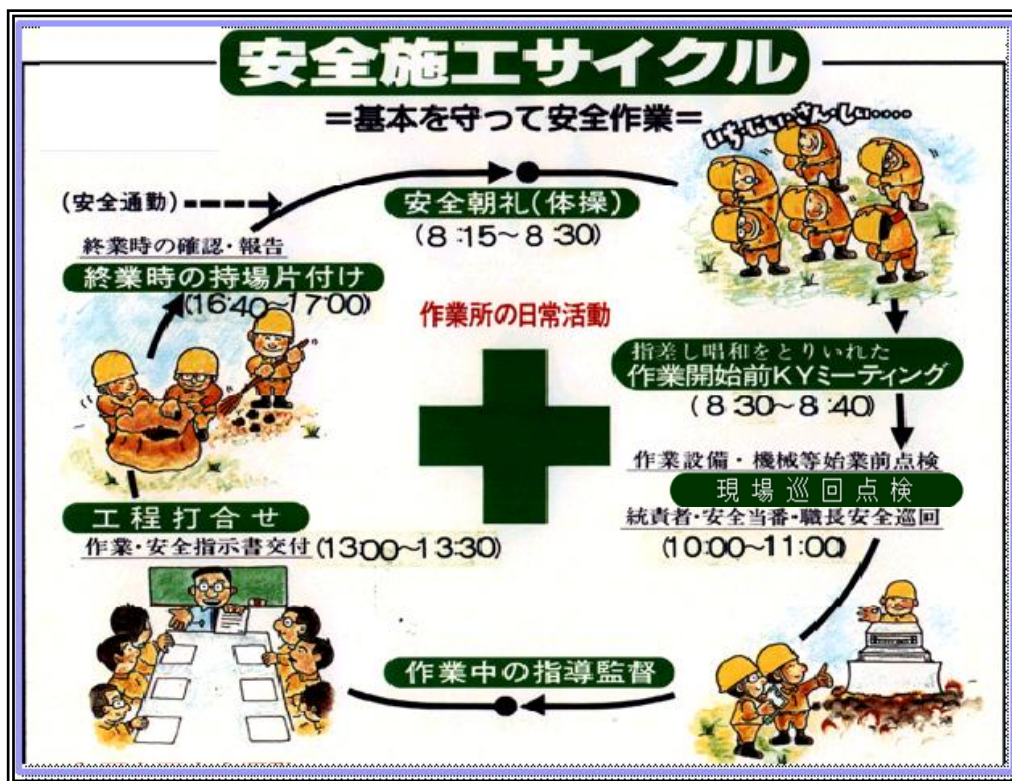 安全施工サイクル
＝基本を守って安全作業＝
いち・にい・さん・しい・・・・
(安全通勤)
安全朝礼(体操)
(8:15～8:30)
作業所の日常活動
指差し唱和をとりいれた
作業開始前KYミーティング
(8:30～8:40)
作業設備・機械等始業前点検
現場巡回点検
統責者・安全当番・職長安全巡回
(10:00～11:00)
作業中の指導監督
工程打合せ
作業・安全指示書交付(13:00～13:30)
終業時の確認・報告
終業時の持場片付け
(16:40～17:00)